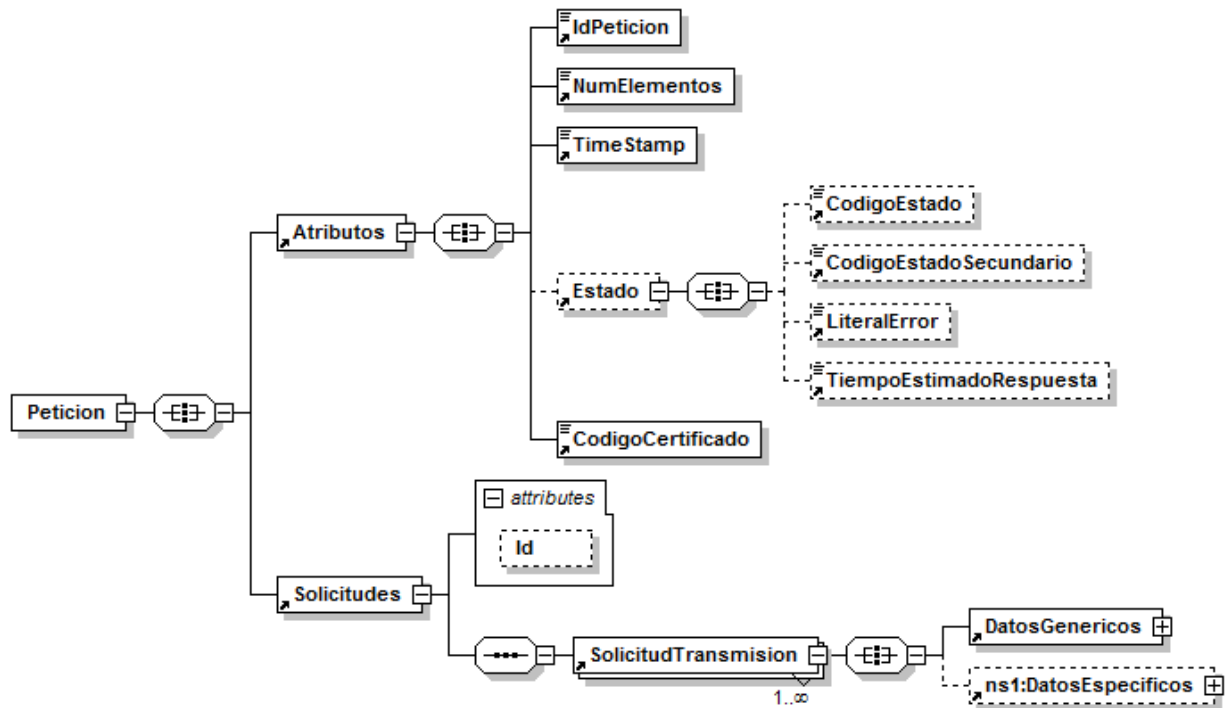 IdPeticion
NumElementos
TimeStamp
CodigoEstado
Atributos
CodigoEstadoSecundario
Estado
LiteralError
TiempoEstimadoRespuesta
Peticion
CodigoCertificado
attributes
Id
Solicitudes
DatosGenericos
SolicitudTransmision
ns1:DatosEspecificos
1..∞